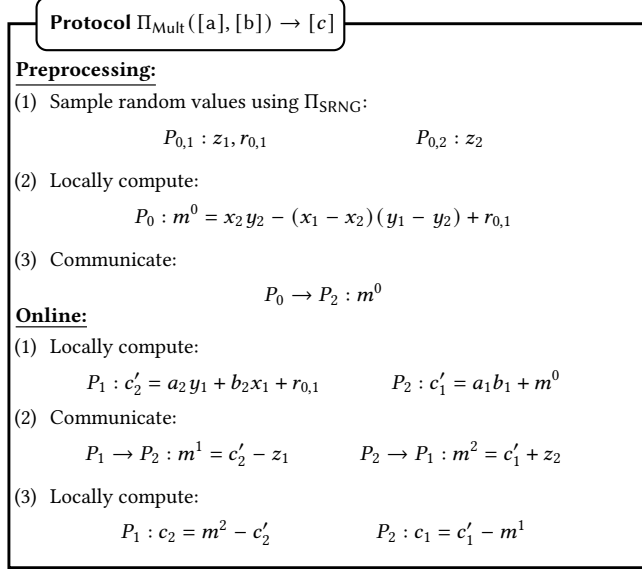 Protocol Π_Mult([a], [b]) → [c]
Preprocessing:
(1) Sample random values using Π_SRNG:
P_{0,1} : z_1, r_{0,1} P_{0,2} : z_2
(2) Locally compute:
P_0 : m^0 = x_2 y_2 − (x_1 − x_2)(y_1 − y_2) + r_{0,1}
(3) Communicate:
P_0 → P_2 : m^0
Online:
(1) Locally compute:
P_1 : c′_2 = a_2 y_1 + b_2 x_1 + r_{0,1} P_2 : c′_1 = a_1 b_1 + m^0
(2) Communicate:
P_1 → P_2 : m^1 = c′_2 − z_1 P_2 → P_1 : m^2 = c′_1 + z_2
(3) Locally compute:
P_1 : c_2 = m^2 − c′_2 P_2 : c_1 = c′_1 − m^1